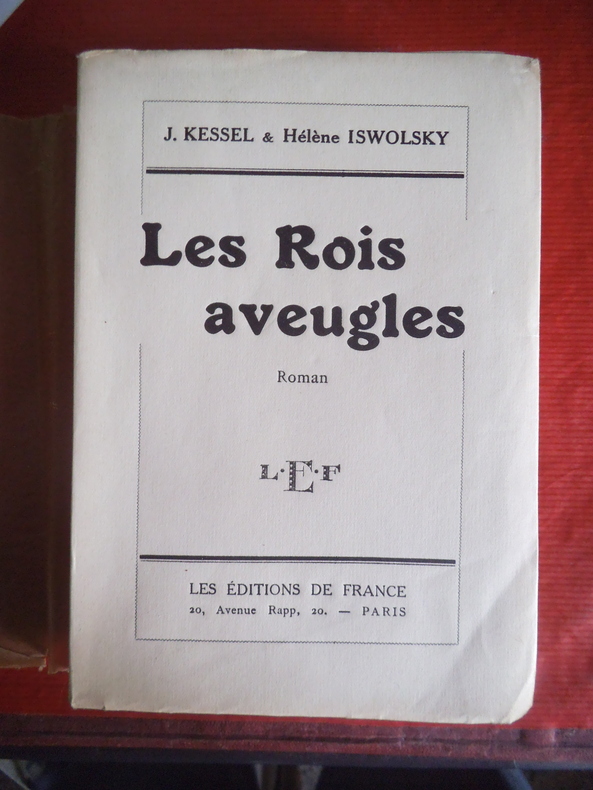 J. KESSEL & Hélène ISWOLSKY
Les Rois
aveugles
Roman
L·E·F
LES ÉDITIONS DE FRANCE
20, Avenue Rapp, 20. — PARIS